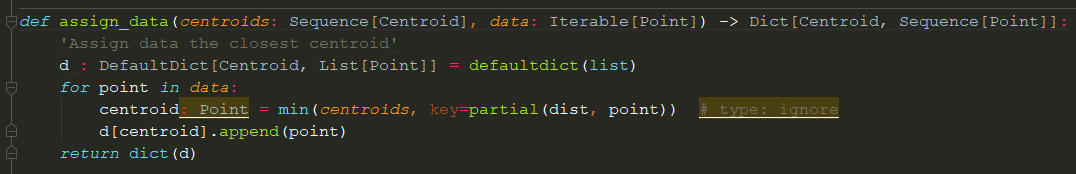 def assign_data(centroids: Sequence[Centroid], data: Iterable[Point]) -> Dict[Centroid, Sequence[Point]]:
    'Assign data the closest centroid'
    d : DefaultDict[Centroid, List[Point]] = defaultdict(list)
    for point in data:
        centroid: Point = min(centroids, key=partial(dist, point))  # type: ignore
        d[centroid].append(point)
    return dict(d)